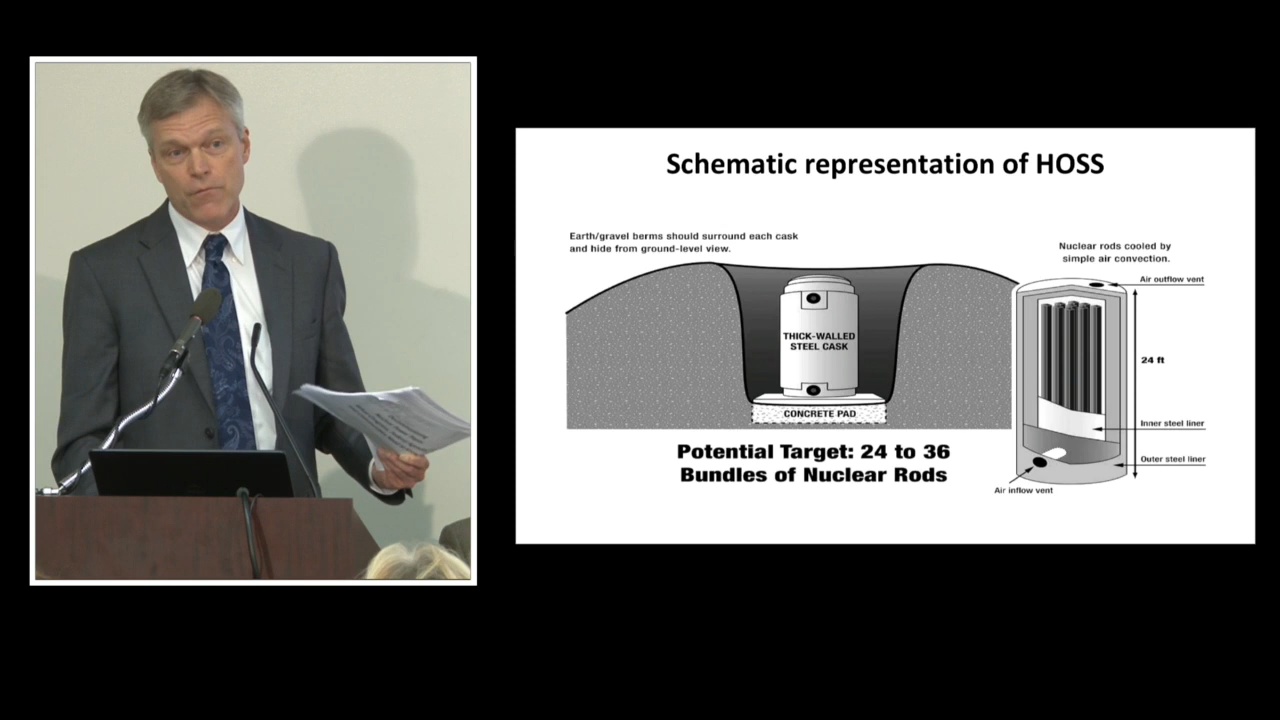 Schematic representation of HOSS
Earth/gravel berms should surround each cask
and hide from ground-level view.
Nuclear rods cooled by
simple air convection.
Air outflow vent
THICK-WALLED
STEEL CASK
24 ft
CONCRETE PAD
Inner steel liner
Potential Target: 24 to 36
Bundles of Nuclear Rods
Outer steel liner
Air inflow vent